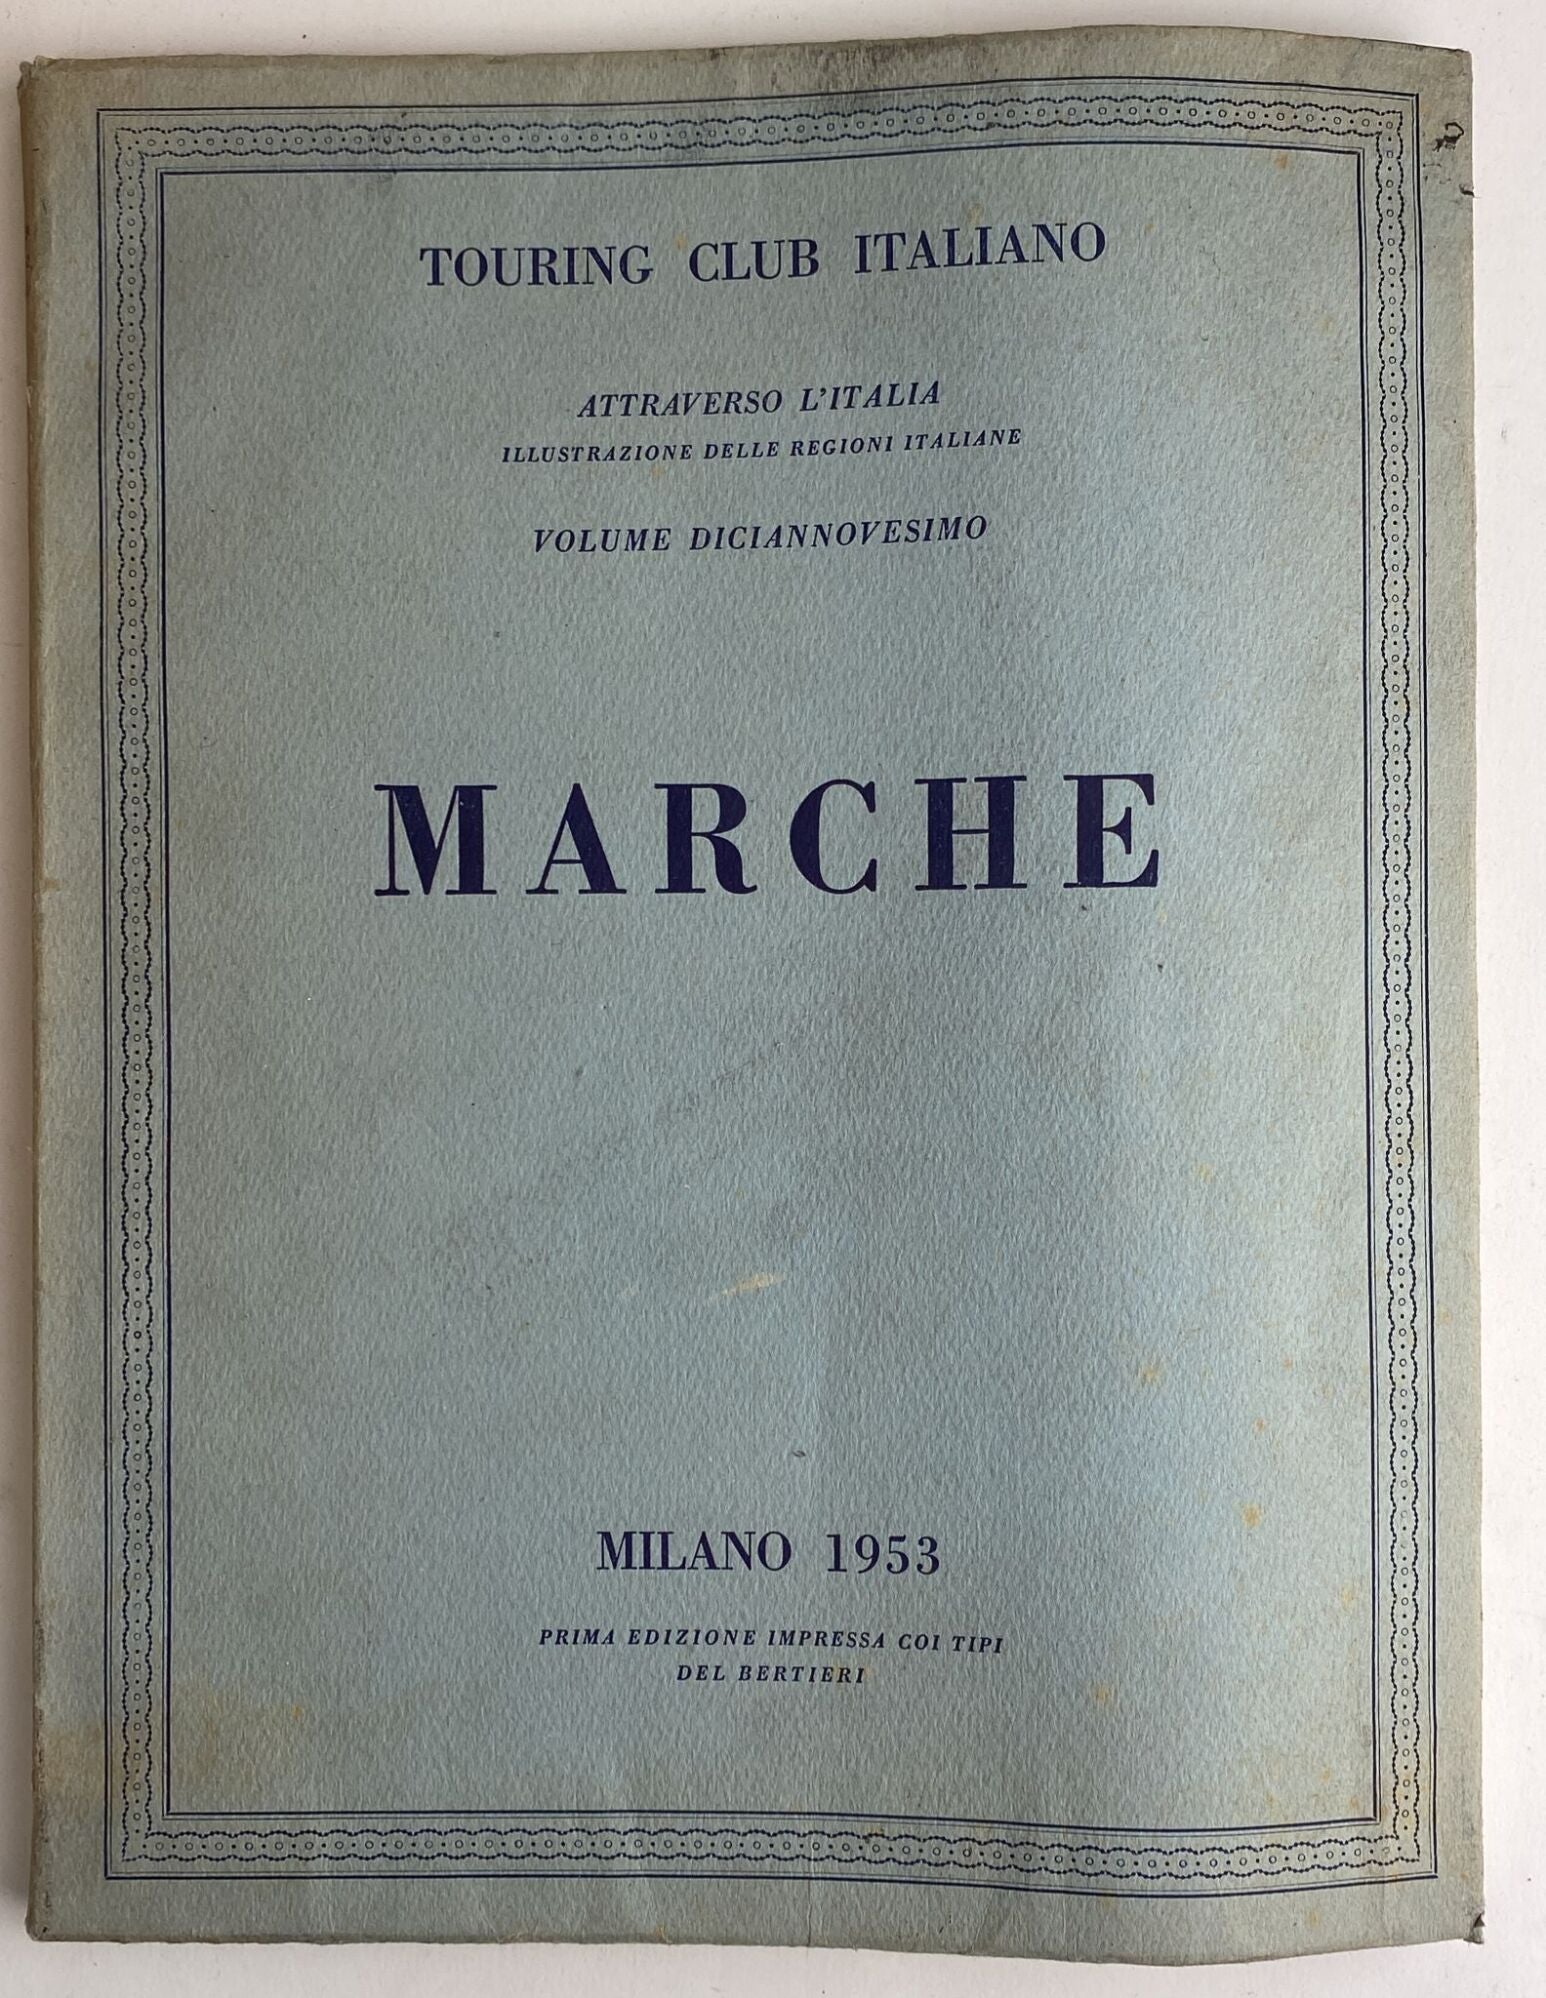 TOURING CLUB ITALIANO
ATTRAVERSO L'ITALIA
ILLUSTRAZIONE DELLE REGIONI ITALIANE
VOLUME DICIANNOVESIMO
MARCHE
MILANO 1953
PRIMA EDIZIONE IMPRESSA COI TIPI
DEL BERTIERI